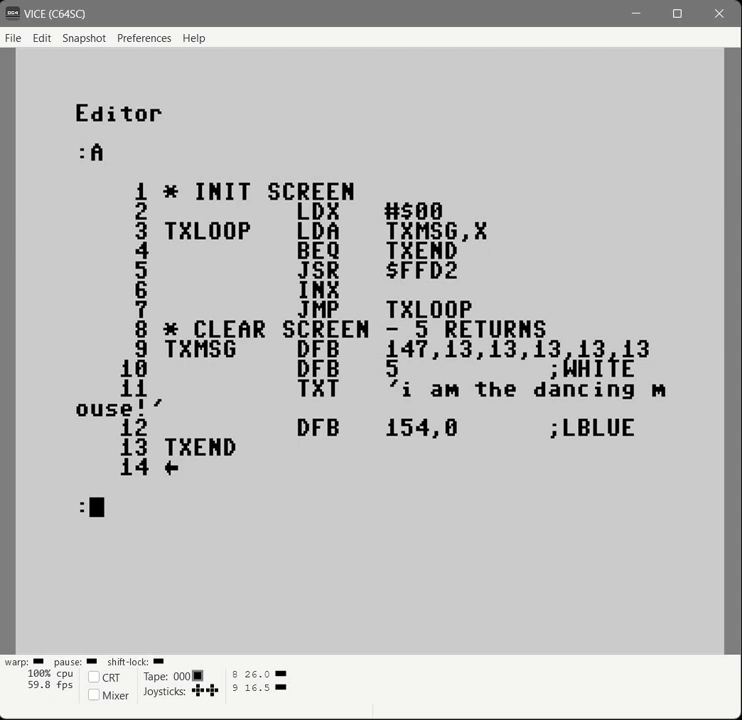 VICE (C64SC)
File Edit Snapshot Preferences Help
Editor
:A
1 * INIT SCREEN
2 LDX #$00
3 TXLOOP LDA TXMSG,X
4 BEQ TXEND
5 JSR $FFD2
6 INX
7 JMP TXLOOP
8 * CLEAR SCREEN - 5 RETURNS
9 TXMSG DFB 147,13,13,13,13,13
10 DFB 5 ;WHITE
11 TXT 'i am the dancing m
ouse!'
12 DFB 154,0 ;LBLUE
13 TXEND
14 ←
:
warp: pause: shift-lock:
100% cpu CRT Tape: 000 8 26.0
59.8 fps Mixer Joysticks: 9 16.5